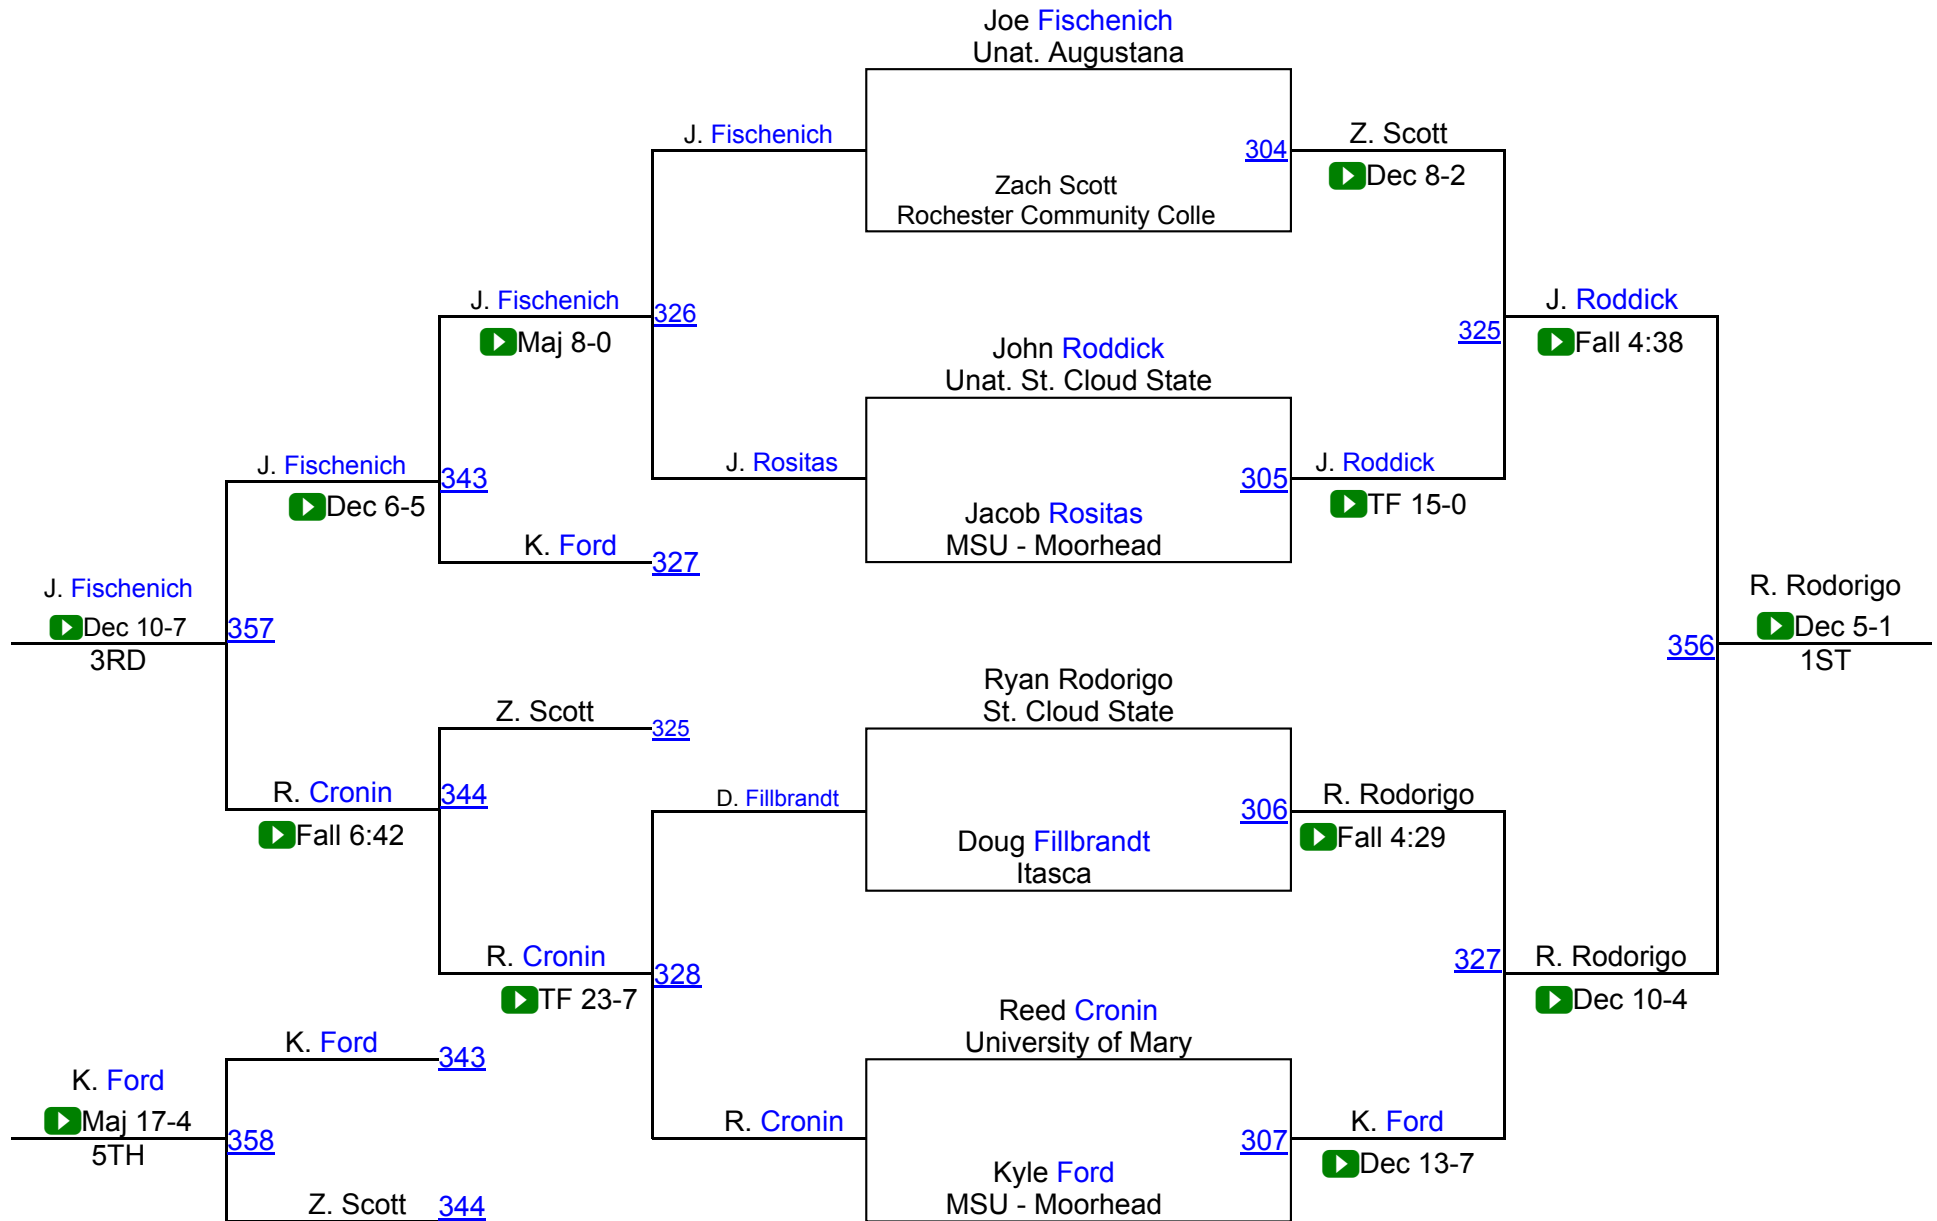 Joe Fischenich
Unat. Augustana
J. Fischenich
304
Z. Scott
Dec 8-2
Zach Scott
Rochester Community Colle
J. Fischenich
326
Maj 8-0
J. Roddick
325
Fall 4:38
John Roddick
Unat. St. Cloud State
J. Fischenich
343
Dec 6-5
J. Rositas
305
J. Roddick
TF 15-0
Jacob Rositas
MSU - Moorhead
K. Ford
327
J. Fischenich
Dec 10-7
357
3RD
R. Rodorigo
Dec 5-1
356
1ST
Ryan Rodorigo
St. Cloud State
Z. Scott
325
R. Cronin
344
Fall 6:42
D. Fillbrandt
306
R. Rodorigo
Fall 4:29
Doug Fillbrandt
Itasca
R. Cronin
328
TF 23-7
327
R. Rodorigo
Dec 10-4
Reed Cronin
University of Mary
K. Ford
343
K. Ford
Maj 17-4
358
5TH
R. Cronin
307
K. Ford
Dec 13-7
Kyle Ford
MSU - Moorhead
Z. Scott
344